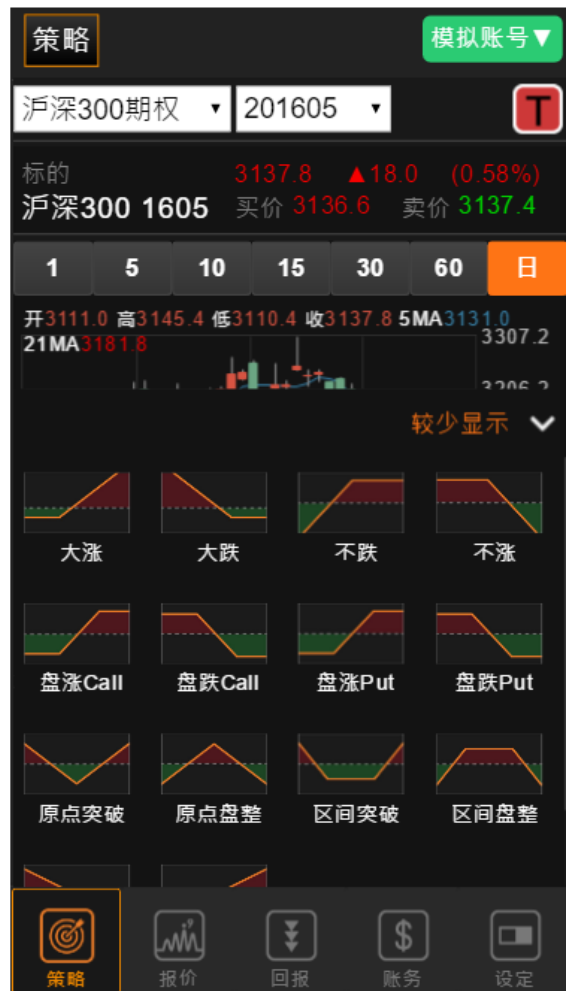 策略 模拟账号▼
沪深300期权 ▼ 201605 ▼ T
标的 3137.8 ▲18.0 (0.58%)
沪深300 1605 买价 3136.6 卖价 3137.4
1 5 10 15 30 60 日
开3111.0 高3145.4 低3110.4 收3137.8 5MA3131.0
21MA3181.8 3307.2
3206.2
较少显示
大涨 大跌 不跌 不涨
盘涨Call 盘跌Call 盘涨Put 盘跌Put
原点突破 原点盘整 区间突破 区间盘整
$
策略 报价 回报 账务 设定